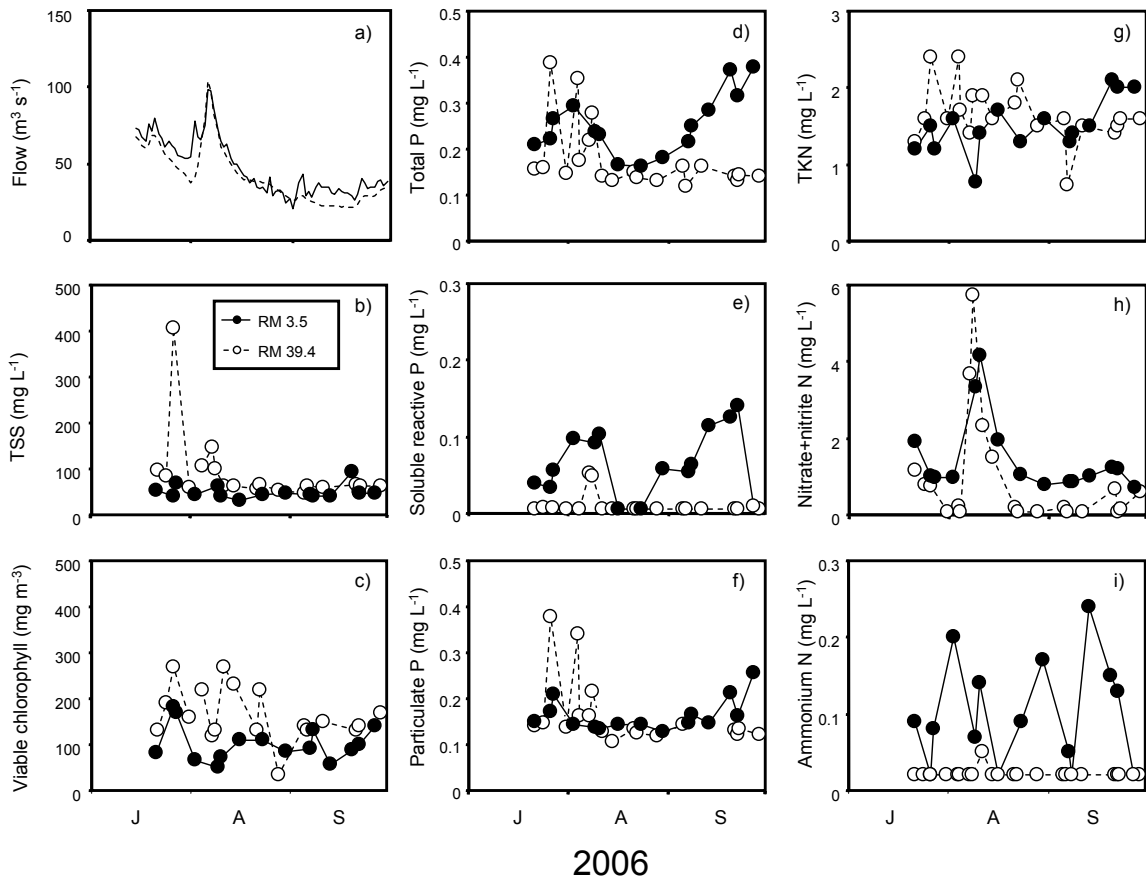 a)
Flow (m³ s⁻¹)
150
100
50
0
b)
TSS (mg L⁻¹)
500
400
300
200
100
0
RM 3.5
RM 39.4
c)
Viable chlorophyll (mg m⁻³)
500
400
300
200
100
0
J A S
d)
Total P (mg L⁻¹)
0.5
0.4
0.3
0.2
0.1
0
e)
Soluble reactive P (mg L⁻¹)
0.3
0.2
0.1
0
f)
Particulate P (mg L⁻¹)
0.5
0.4
0.3
0.2
0.1
0
J A S
g)
TKN (mg L⁻¹)
3
2
1
0
h)
Nitrate+nitrite N (mg L⁻¹)
6
4
2
0
i)
Ammonium N (mg L⁻¹)
0.3
0.2
0.1
0
J A S
2006